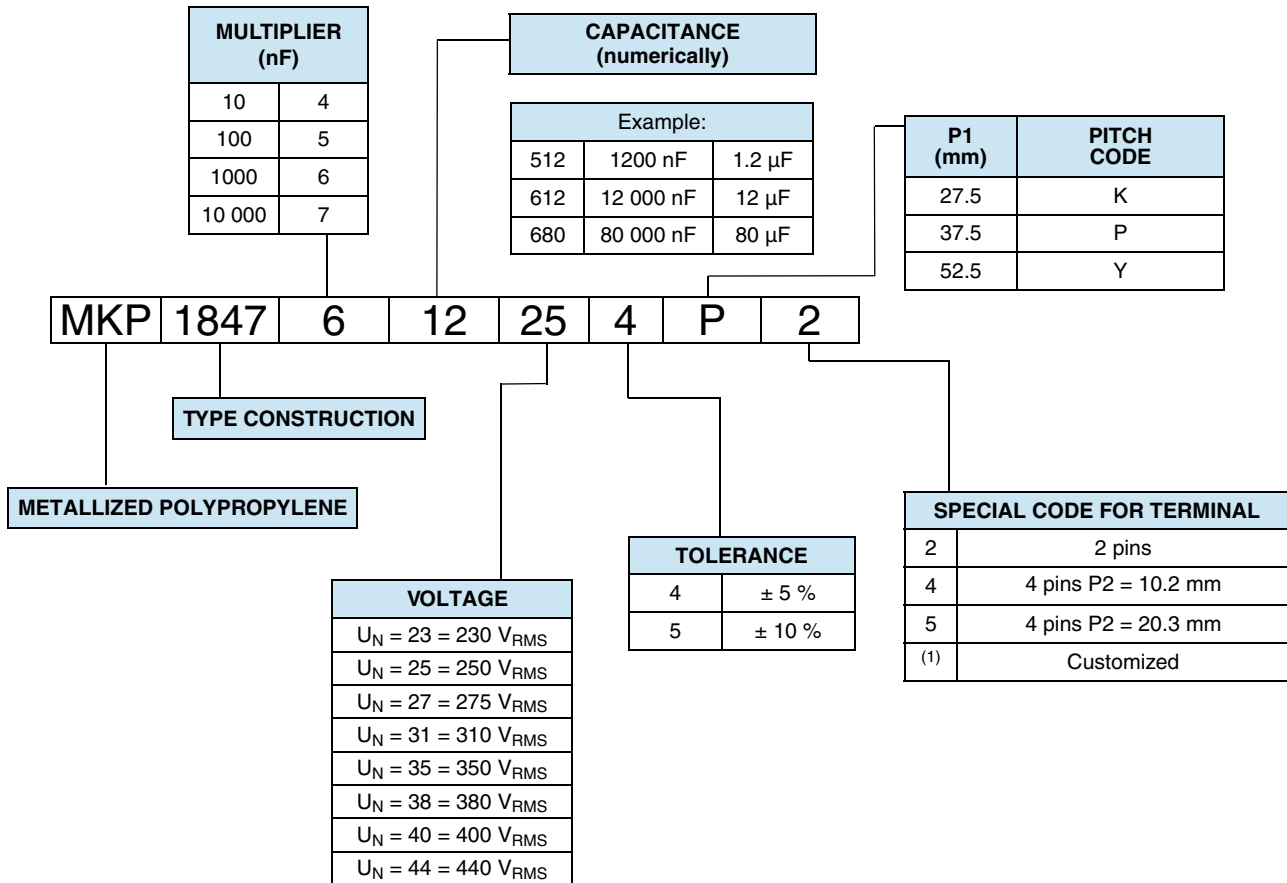 MULTIPLIER
(nF)
10 4
100 5
1000 6
10 000 7
CAPACITANCE
(numerically)
Example:
512 1200 nF 1.2 µF
612 12 000 nF 12 µF
680 80 000 nF 80 µF
P1
(mm)
PITCH
CODE
27.5 K
37.5 P
52.5 Y
MKP 1847 6 12 25 4 P 2
TYPE CONSTRUCTION
METALLIZED POLYPROPYLENE
VOLTAGE
UN = 23 = 230 VRMS
UN = 25 = 250 VRMS
UN = 27 = 275 VRMS
UN = 31 = 310 VRMS
UN = 35 = 350 VRMS
UN = 38 = 380 VRMS
UN = 40 = 400 VRMS
UN = 44 = 440 VRMS
TOLERANCE
4 ± 5 %
5 ± 10 %
SPECIAL CODE FOR TERMINAL
2 2 pins
4 4 pins P2 = 10.2 mm
5 4 pins P2 = 20.3 mm
(1) Customized